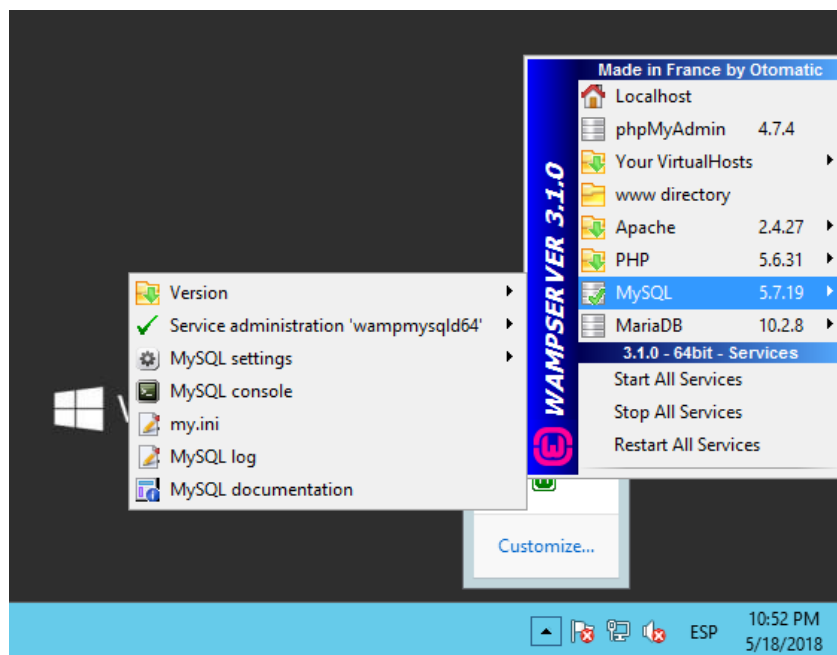 Made in France by Otomatic
WAMPSERVER 3.1.0
Localhost
phpMyAdmin 4.7.4
Your VirtualHosts
www directory
Apache 2.4.27
PHP 5.6.31
MySQL 5.7.19
MariaDB 10.2.8
3.1.0 - 64bit - Services
Start All Services
Stop All Services
Restart All Services
Version
Service administration 'wampmysqld64'
MySQL settings
MySQL console
my.ini
MySQL log
MySQL documentation
Customize...
ESP
10:52 PM
5/18/2018